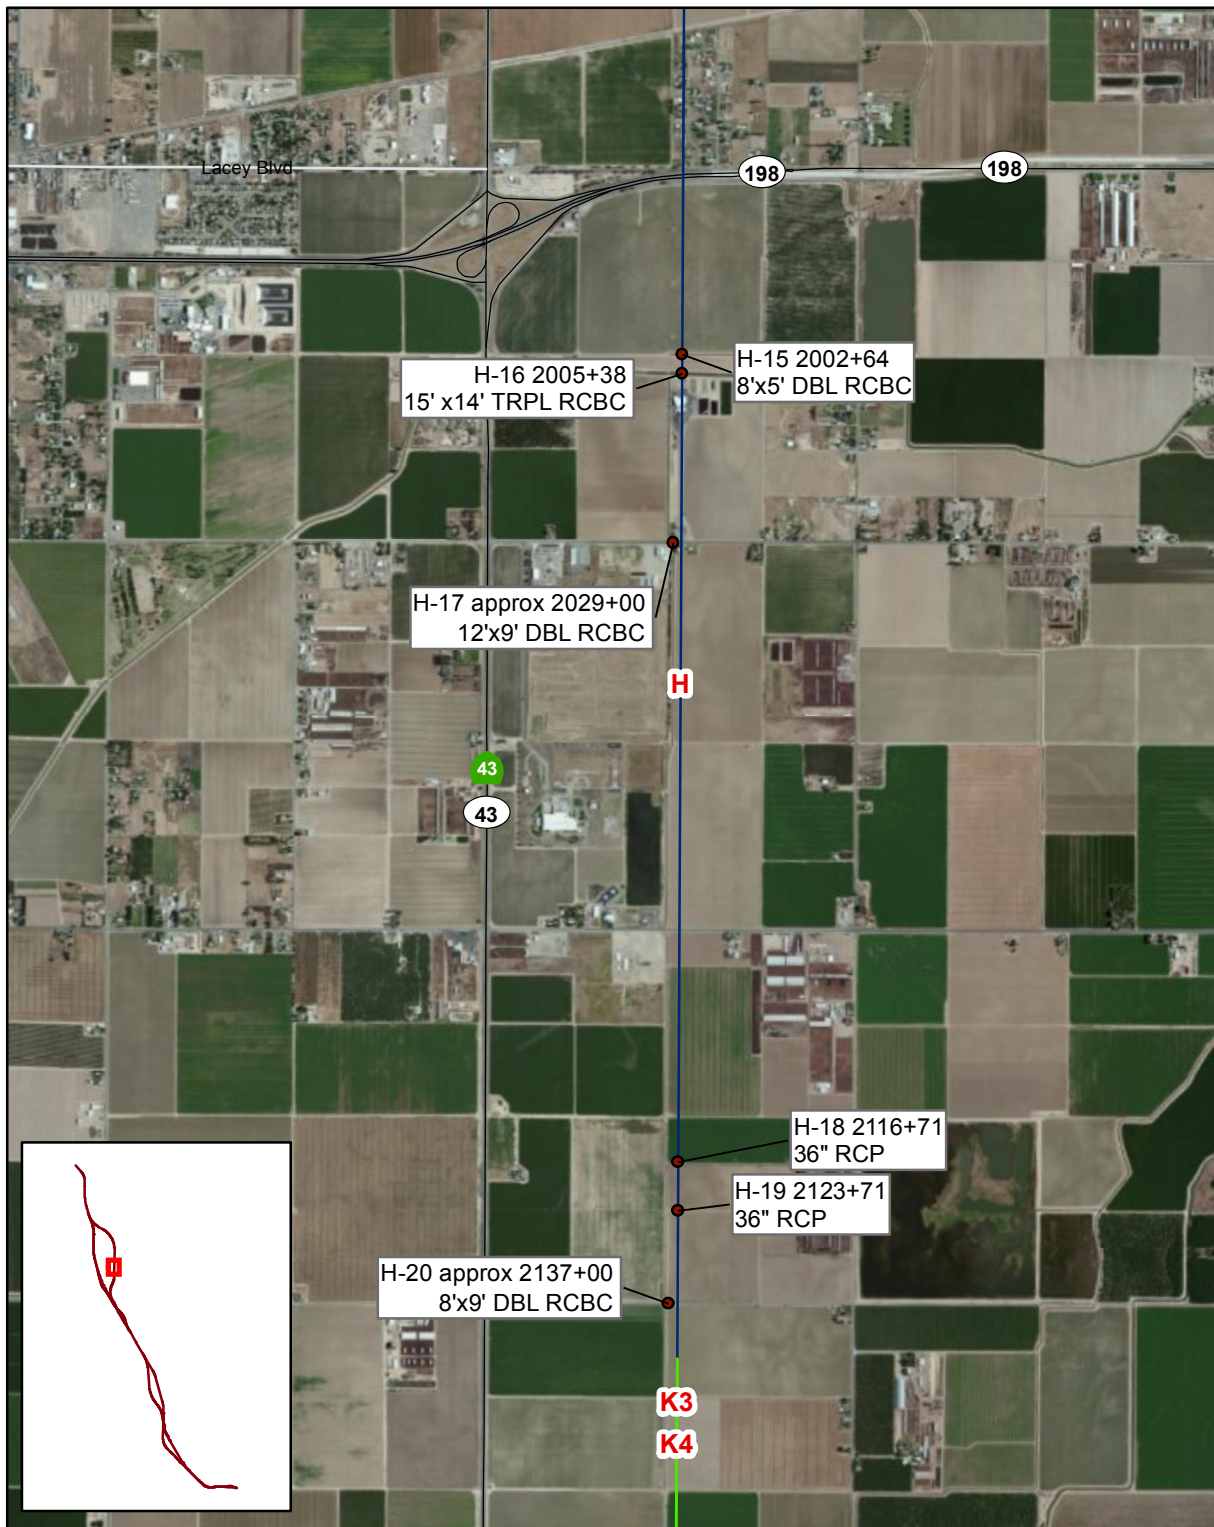 Lacey Blvd
198
198
H-15 2002+64
8'x5' DBL RCBC
H-16 2005+38
15' x14' TRPL RCBC
H-17 approx 2029+00
12'x9' DBL RCBC
H
43
43
H-18 2116+71
36" RCP
H-19 2123+71
36" RCP
H-20 approx 2137+00
8'x9' DBL RCBC
K3
K4